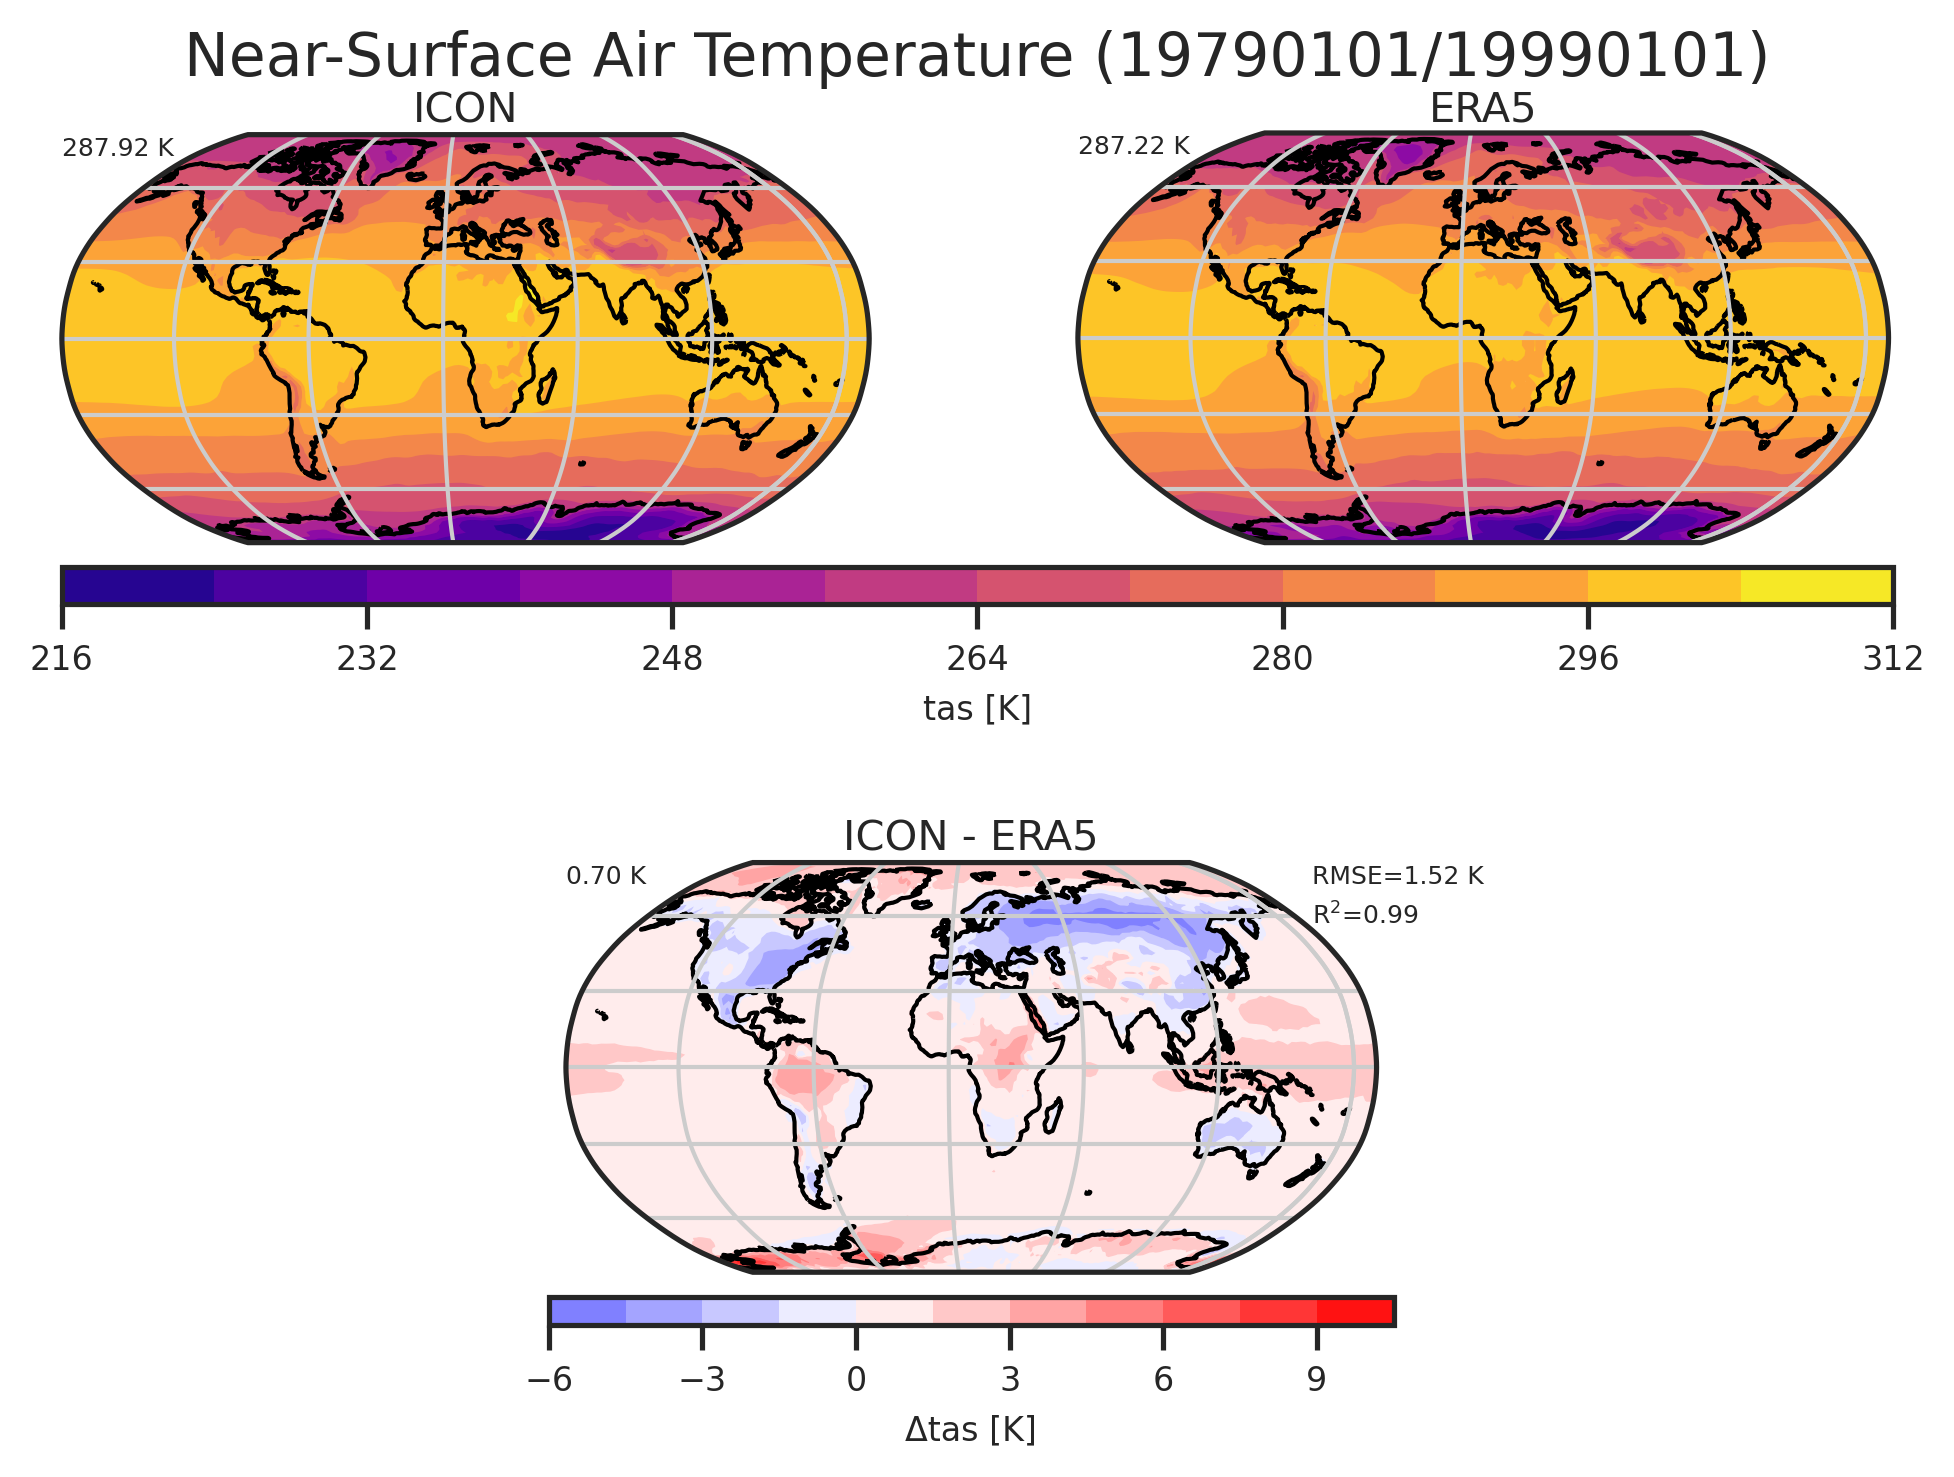 Near-Surface Air Temperature (19790101/19990101)
ICON
ERA5
287.92 K
287.22 K
216 232 248 264 280 296 312
tas [K]
ICON - ERA5
0.70 K
RMSE=1.52 K
R²=0.99
−6 −3 0 3 6 9
Δtas [K]